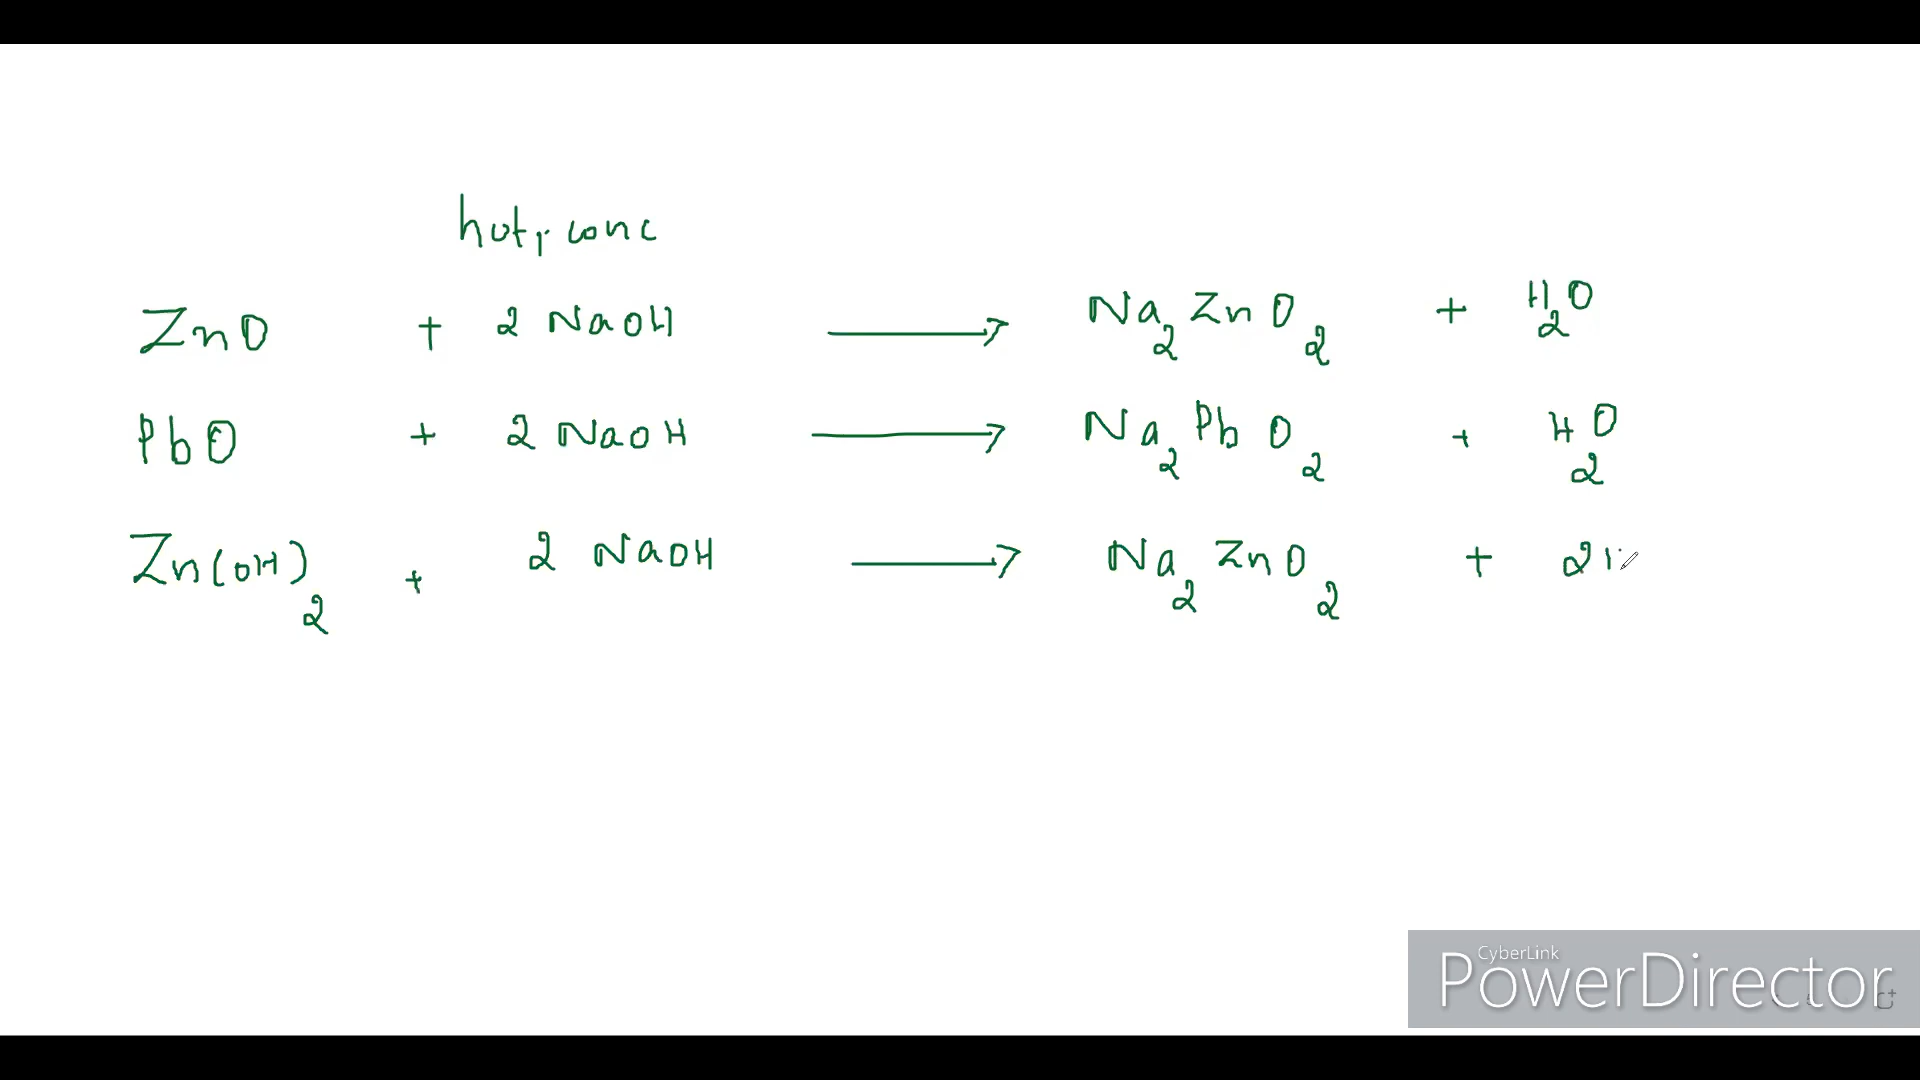 hot, conc
ZnO + 2 NaOH → Na₂ZnO₂ + H₂O
PbO + 2 NaOH → Na₂PbO₂ + H₂O
Zn(OH)₂ + 2 NaOH → Na₂ZnO₂ + 2
CyberLink
PowerDirector